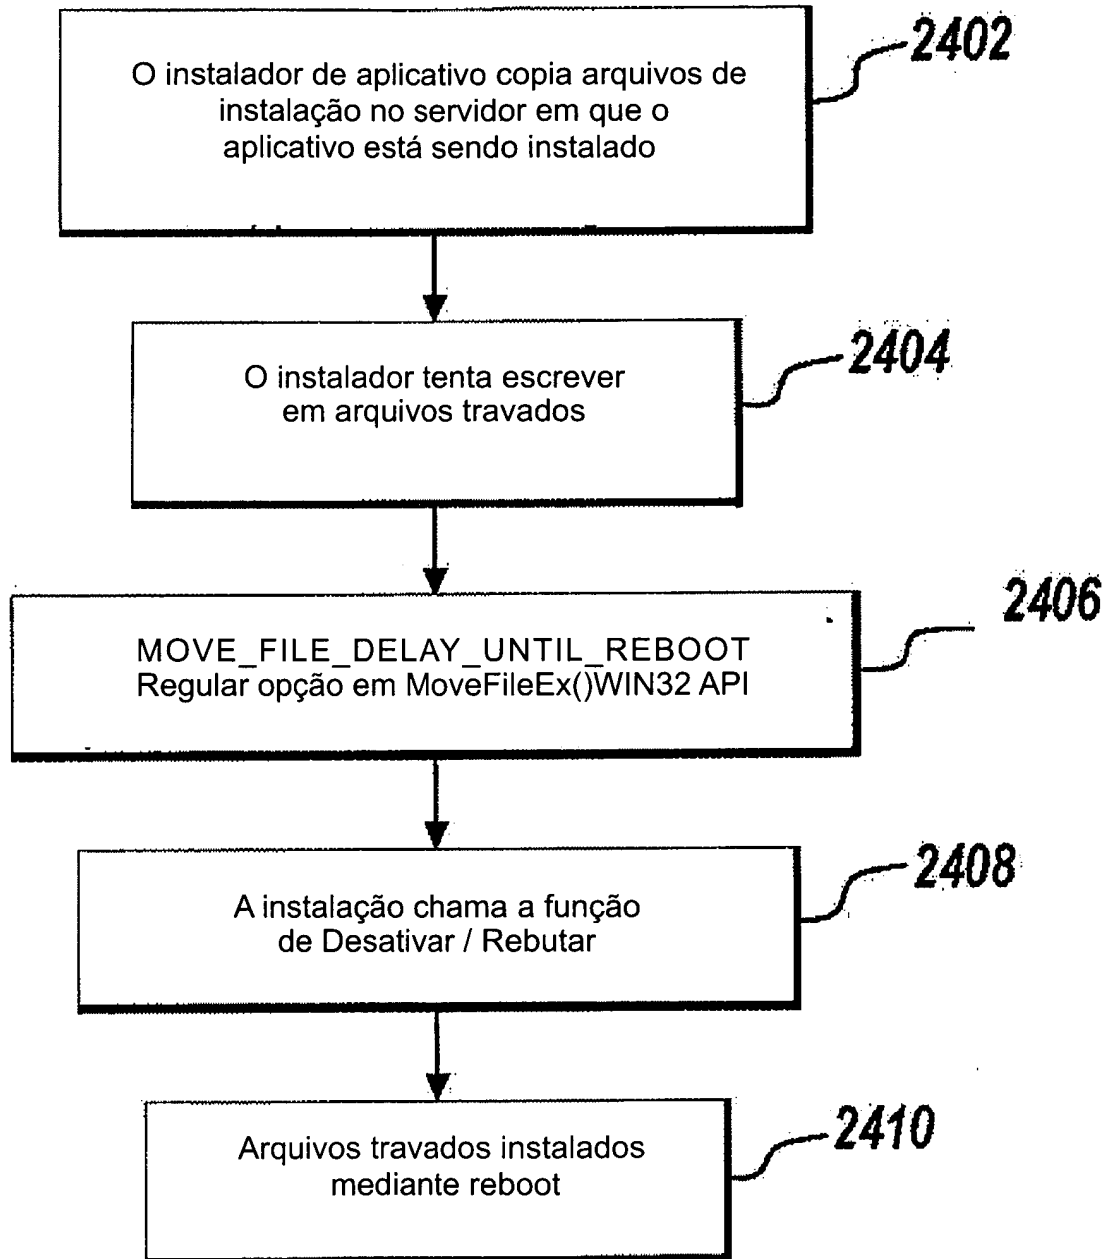 2402
O instalador de aplicativo copia arquivos de
instalação no servidor em que o
aplicativo está sendo instalado
2404
O instalador tenta escrever
em arquivos travados
2406
MOVE_FILE_DELAY_UNTIL_REBOOT
Regular opção em MoveFileEx()WIN32 API
2408
A instalação chama a função
de Desativar / Rebutar
2410
Arquivos travados instalados
mediante reboot